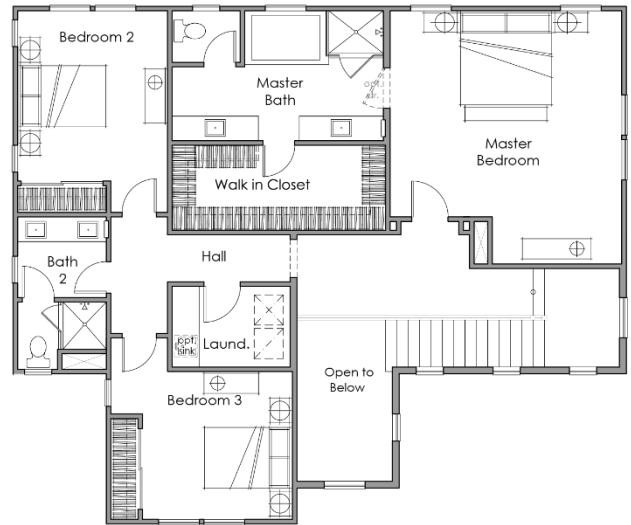 Bedroom 2
Master
Bath
Master
Bedroom
Walk in Closet
Bath
2
Hall
opt.
sink
Laund.
Open to
Below
Bedroom 3